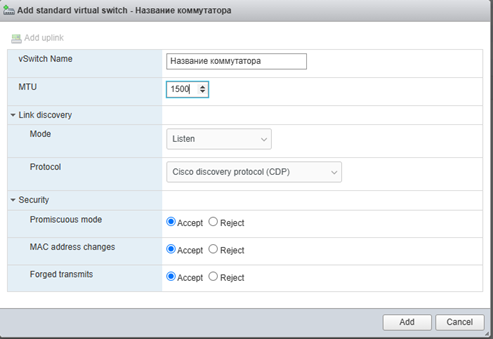 Add standard virtual switch - Название коммутатора
Add uplink
vSwitch Name Название коммутатора
MTU 1500
Link discovery
Mode Listen
Protocol Cisco discovery protocol (CDP)
Security
Promiscuous mode Accept Reject
MAC address changes Accept Reject
Forged transmits Accept Reject
Add Cancel